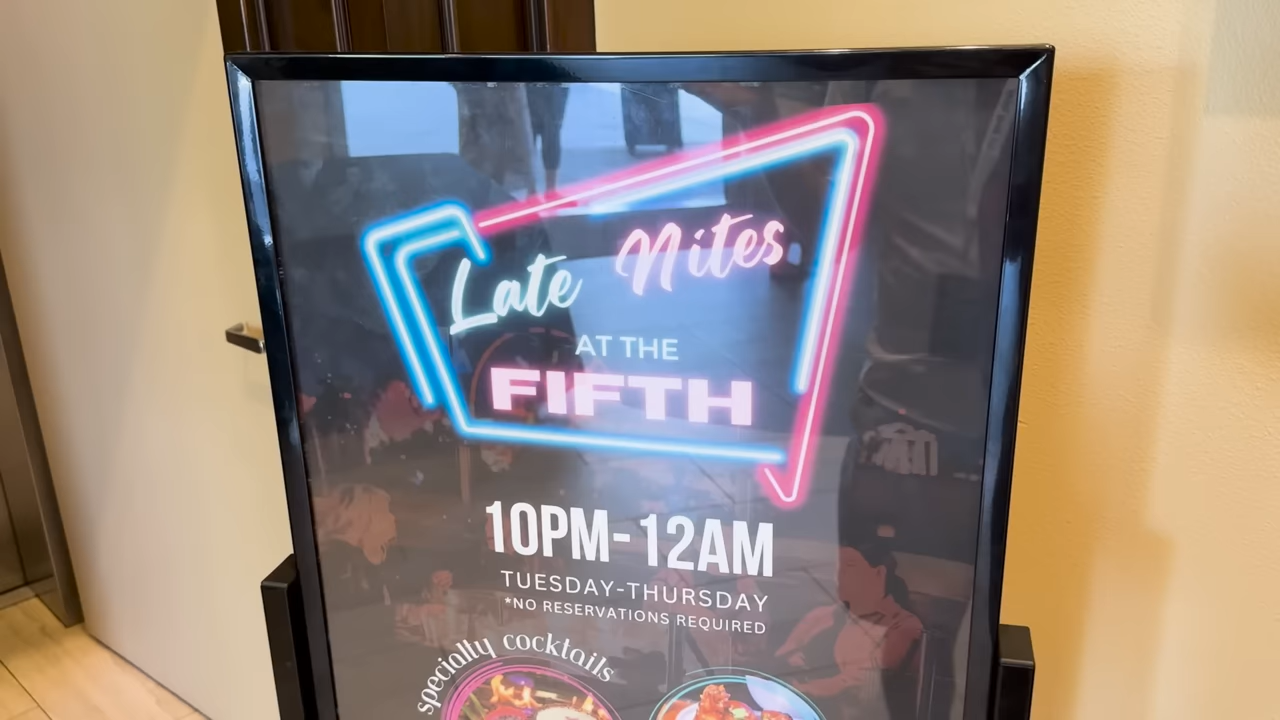 Late Nites
AT THE
FIFTH
10PM-12AM
TUESDAY-THURSDAY
*NO RESERVATIONS REQUIRED
specialty cocktails